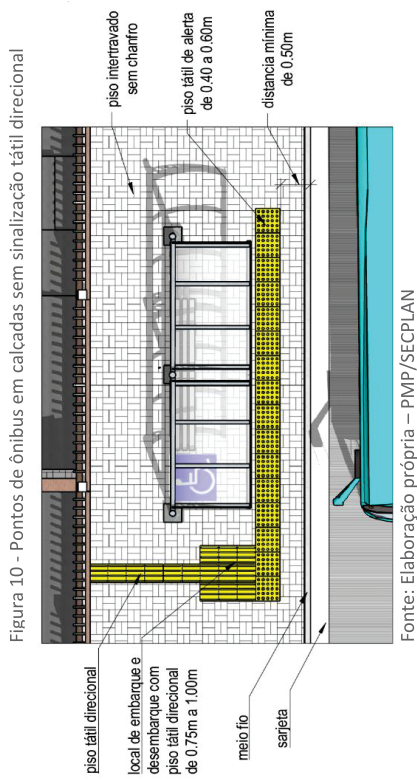 Figura 10 - Pontos de ônibus em calçadas sem sinalização tátil direcional
piso intertravado
sem chanfro
piso tátil de alerta
de 0.40 a 0.60m
distancia mínima
de 0.50m
piso tátil direcional
local de embarque e
desembarque com
piso tátil direcional
de 0.75m a 1.00m
meio fio
sarjeta
Fonte: Elaboração própria – PMP/SECPLAN